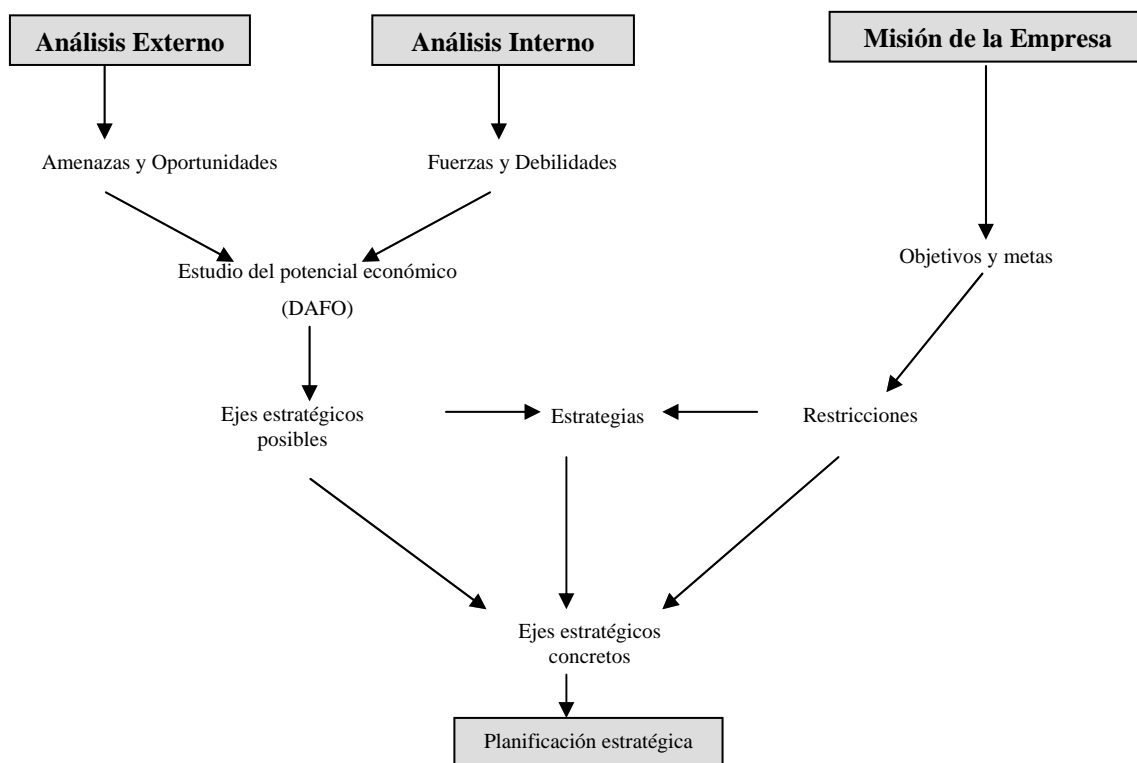 Análisis Externo
Análisis Interno
Misión de la Empresa
Amenazas y Oportunidades
Fuerzas y Debilidades
Objetivos y metas
Estudio del potencial económico
(DAFO)
Ejes estratégicos
posibles
Estrategias
Restricciones
Ejes estratégicos
concretos
Planificación estratégica